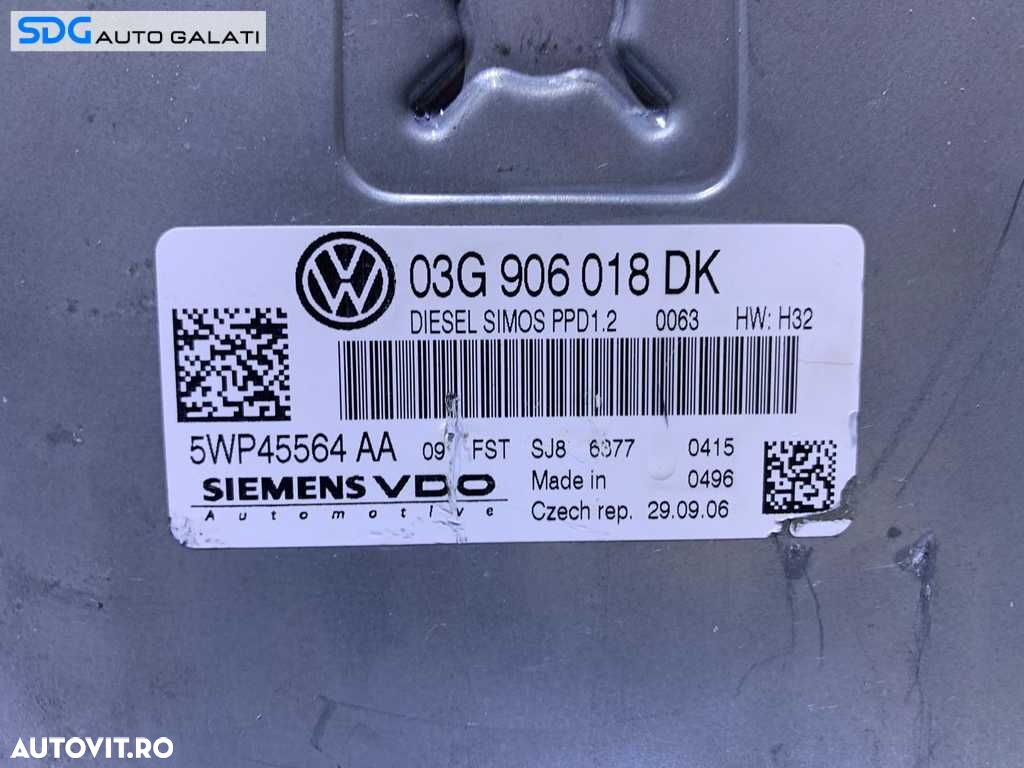 SDG AUTO GALATI
03G 906 018 DK
DIESEL SIMOS PPD1.2 0063 HW: H32
5WP45564 AA FST SJ8 0415
SIEMENS VDO Made in 0496
Automotive Czech rep. 29.09.06
AUTOVIT.RO